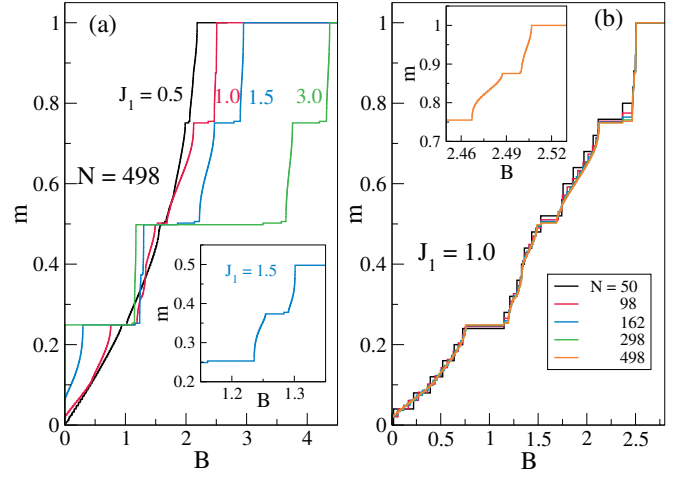 (a)
J₁ = 0.5
1.0
1.5
3.0
N = 498
m
1
0.8
0.6
0.4
0.2
0
0
1
2
3
4
B
J₁ = 1.5
m
0.5
0.4
0.3
0.2
1.2
1.3
B
(b)
m
1
0.9
0.8
0.7
2.46
2.49
2.52
B
J₁ = 1.0
N = 50
98
162
298
498
0
0.5
1
1.5
2
2.5
B